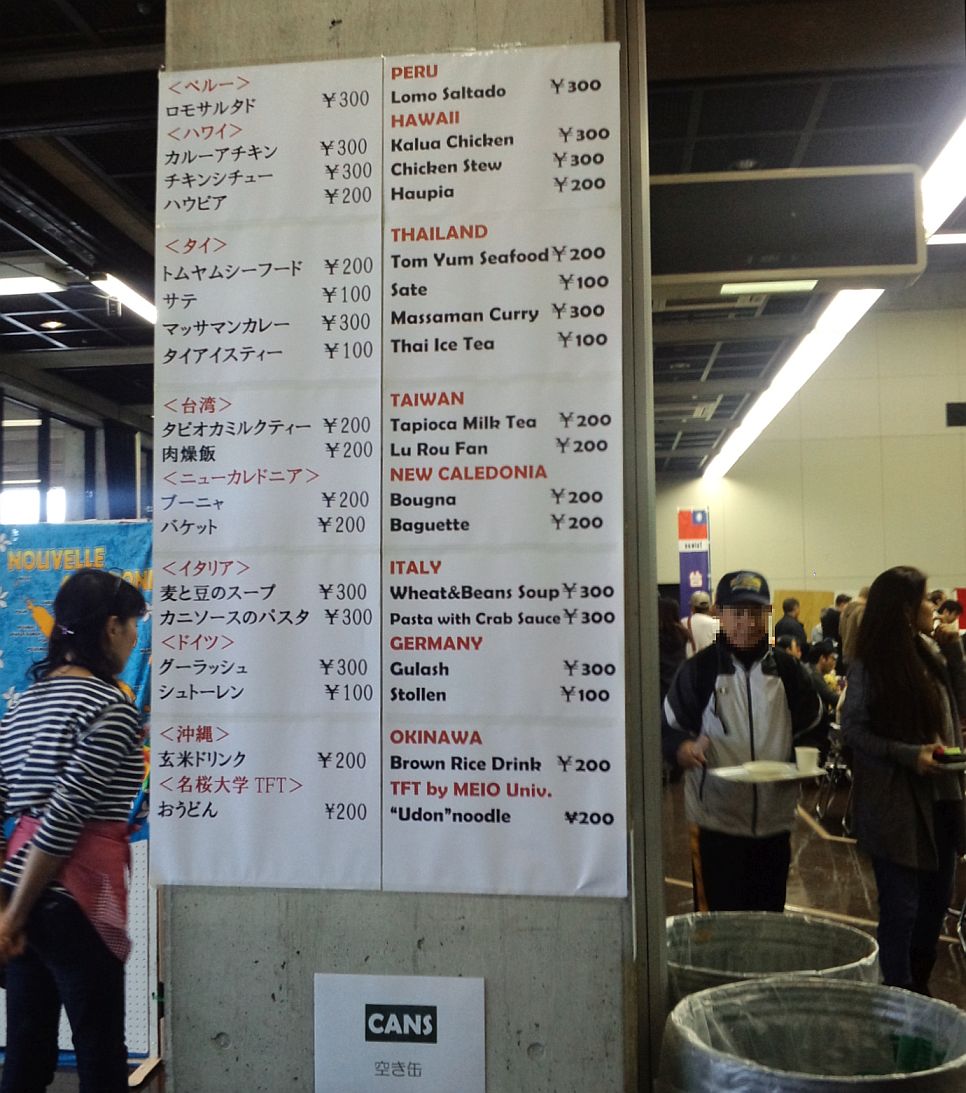 ＜ペルー＞
ロモサルタド ￥300
＜ハワイ＞
カルーアチキン ￥300
チキンシチュー ￥300
ハウピア ￥200
＜タイ＞
トムヤムシーフード ￥200
サテ ￥100
マッサマンカレー ￥300
タイアイスティー ￥100
＜台湾＞
タピオカミルクティー ￥200
肉燥飯 ￥200
＜ニューカレドニア＞
ブーニャ ￥200
バケット ￥200
＜イタリア＞
麦と豆のスープ ￥300
カニソースのパスタ ￥300
＜ドイツ＞
グーラッシュ ￥300
シュトーレン ￥100
＜沖縄＞
玄米ドリンク ￥200
＜名桜大学 TFT＞
おうどん ¥200
PERU
Lomo Saltado ￥300
HAWAII
Kalua Chicken ￥300
Chicken Stew ￥300
Haupia ￥200
THAILAND
Tom Yum Seafood ￥200
Sate ￥100
Massaman Curry ￥300
Thai Ice Tea ￥100
TAIWAN
Tapioca Milk Tea ￥200
Lu Rou Fan ￥200
NEW CALEDONIA
Bougna ￥200
Baguette ￥200
ITALY
Wheat&Beans Soup ￥300
Pasta with Crab Sauce ￥300
GERMANY
Gulash ￥300
Stollen ￥100
OKINAWA
Brown Rice Drink ￥200
TFT by MEIO Univ.
“Udon”noodle ¥200
NOUVELLE
CANS
空き缶